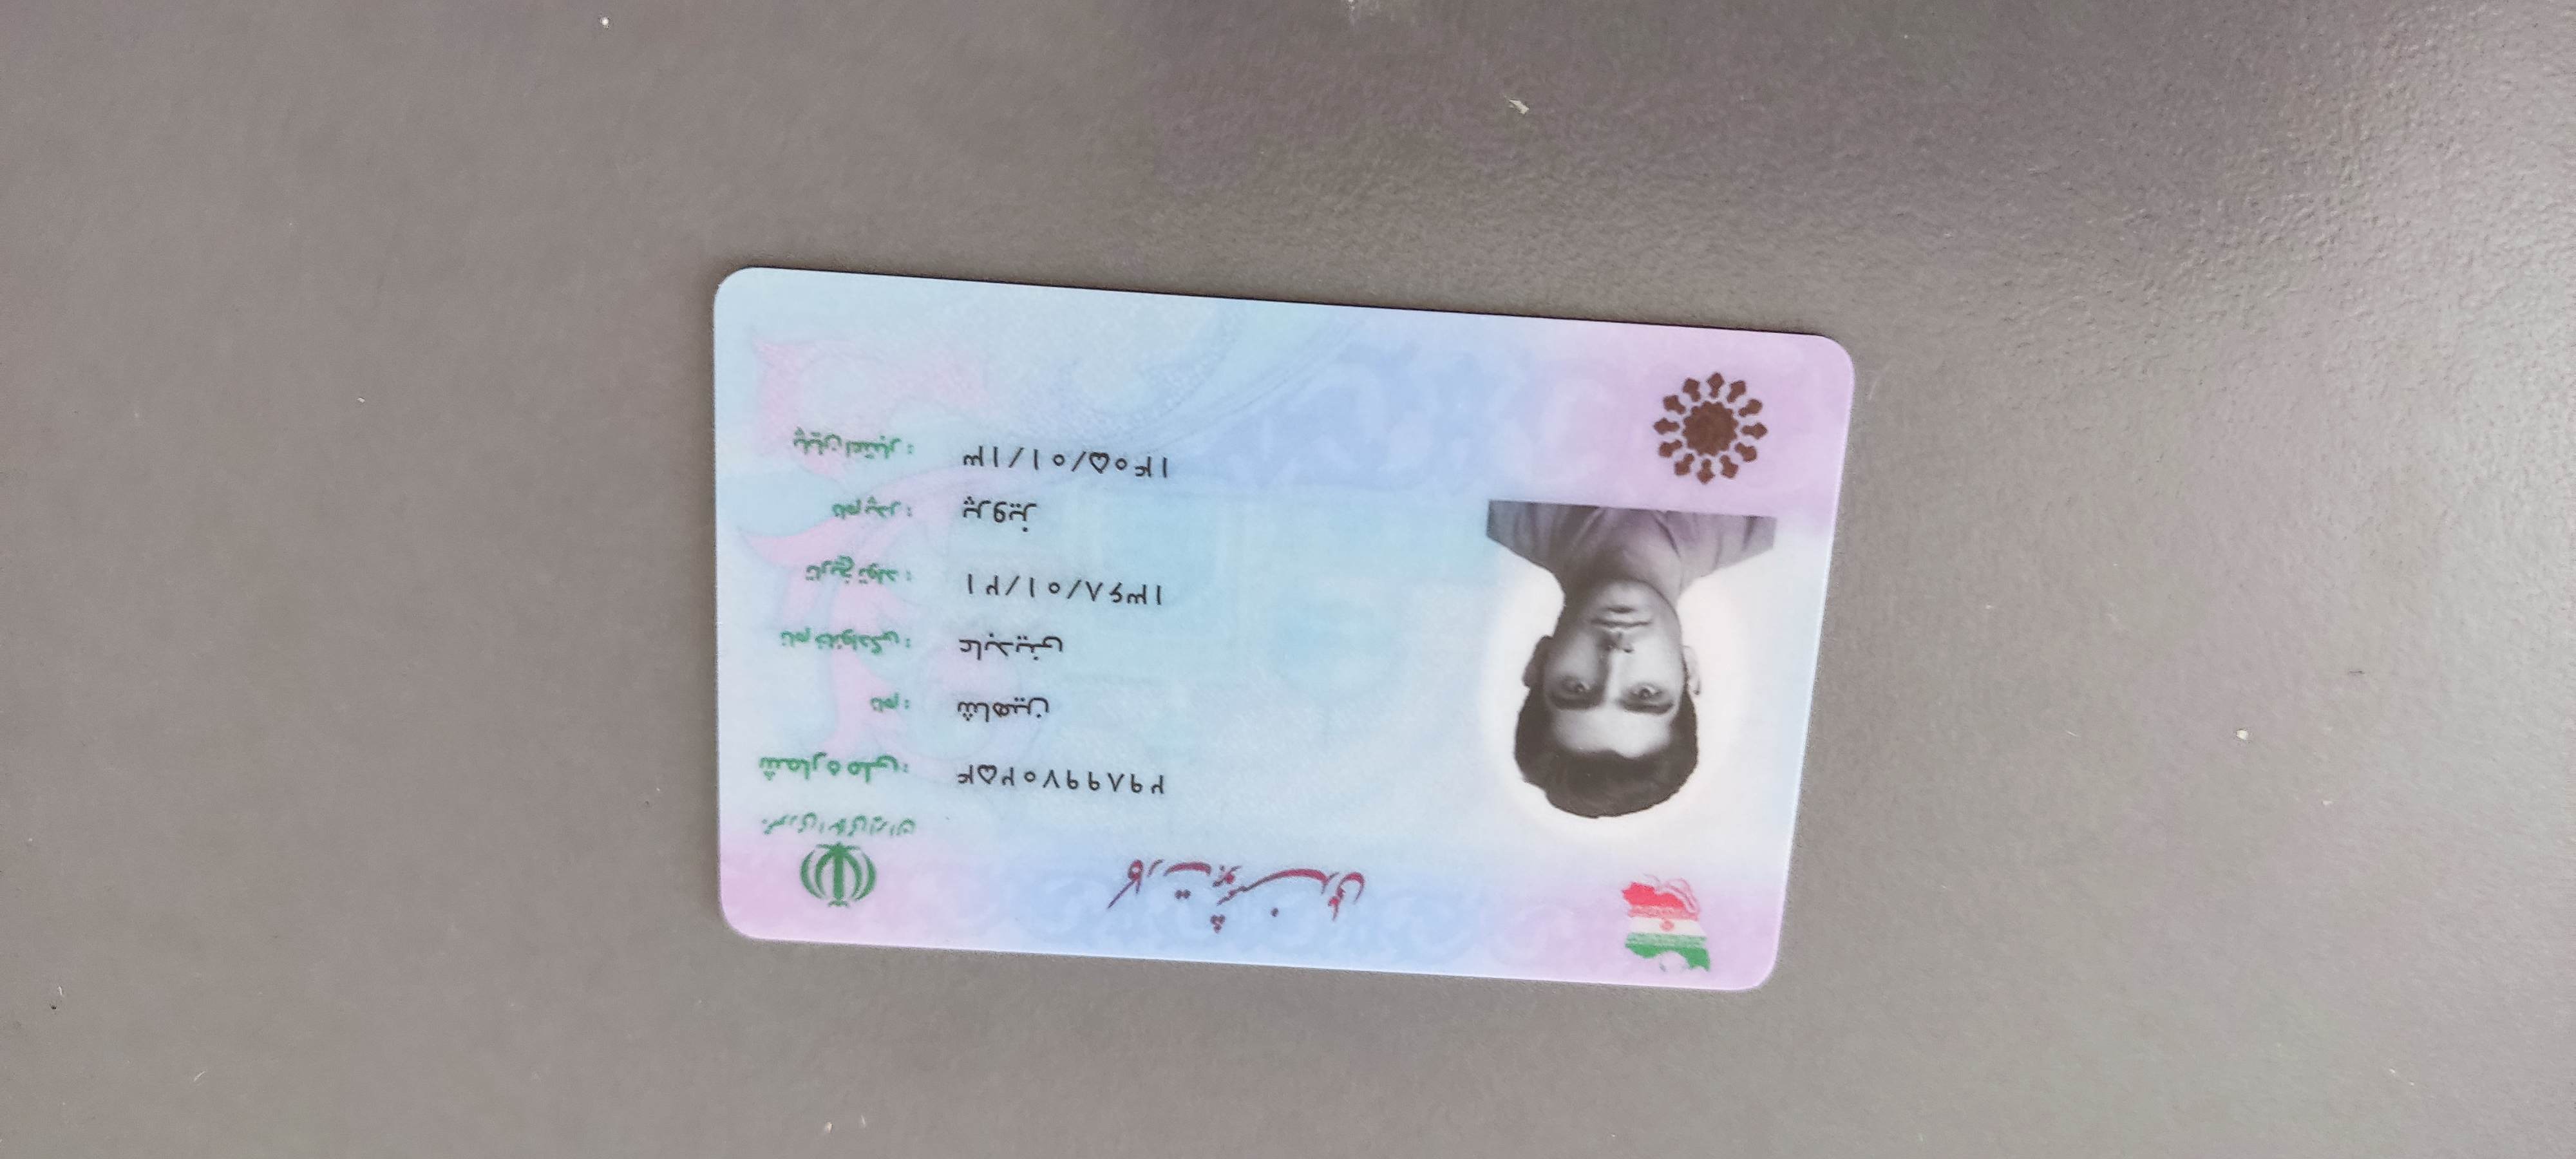 کارت هوشمند ملی
جمهوری اسلامی ایران
شماره ملی: ۲۹۸۹۹۷۰۲۵۴
نام : شاهین
نام خانوادگی : عابدینی
تاریخ تولد : ۱۳۶۸/۰۱/۲۱
نام پدر : پرویز
پایان اعتبار : ۱۴۰۵/۰۱/۱۳